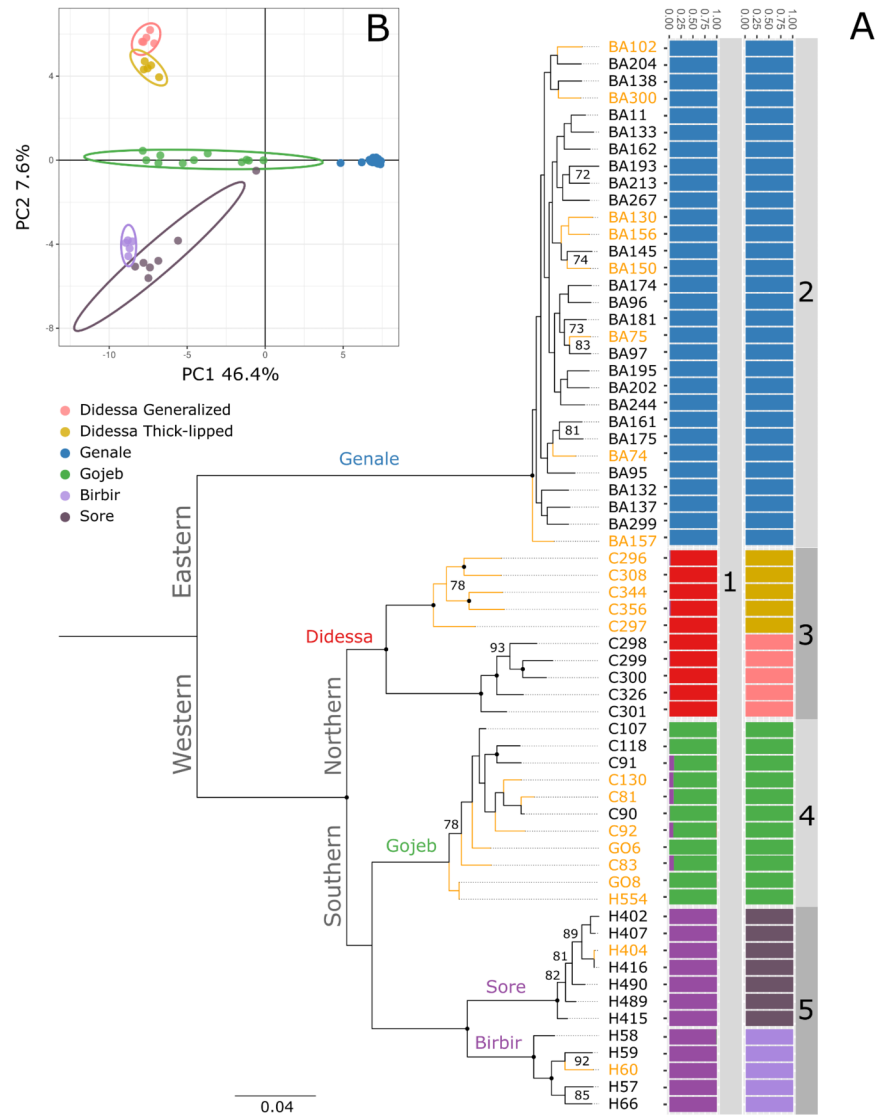 A
B
0.00
0.25
0.50
0.75
1.00
0.00
0.25
0.50
0.75
1.00
4
0
-4
-8
PC2 7.6%
-10
-5
0
5
PC1 46.4%
Didessa Generalized
Didessa Thick-lipped
Genale
Gojeb
Birbir
Sore
Eastern
Western
Northern
Southern
Genale
Didessa
Gojeb
Sore
Birbir
BA102
BA204
BA138
BA300
BA11
BA133
BA162
BA193
72
BA213
BA267
BA130
BA156
BA145
74
BA150
BA174
BA96
BA181
73
BA75
83
BA97
BA195
BA202
BA244
BA161
81
BA175
BA74
BA95
BA132
BA137
BA299
BA157
C296
C308
78
C344
C356
C297
C298
93
C299
C300
C326
C301
C107
C118
C91
C130
C81
C90
78
C92
GO6
C83
GO8
H554
H402
H407
89
H404
81
H416
82
H490
H489
H415
H58
H59
92
H60
H57
85
H66
1
2
3
4
5
0.04